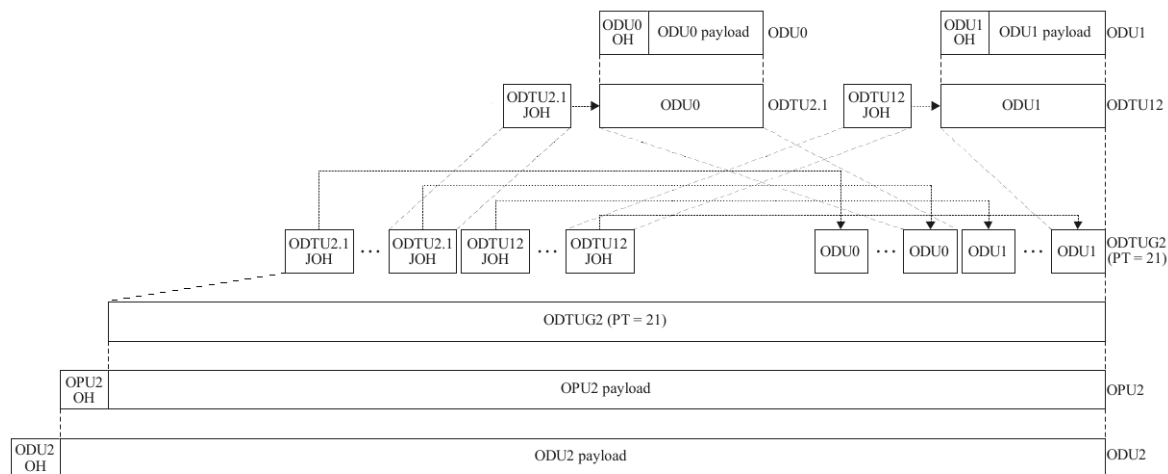 ODU0
OH
ODU0 payload
ODU0
ODU1
OH
ODU1 payload
ODU1
ODTU2.1
JOH
ODU0
ODTU2.1
ODTU12
JOH
ODU1
ODTU12
ODTU2.1
JOH
...
ODTU2.1
JOH
ODTU12
JOH
...
ODTU12
JOH
ODU0
...
ODU0
ODU1
...
ODU1
ODTUG2
(PT = 21)
ODTUG2 (PT = 21)
OPU2
OH
OPU2 payload
OPU2
ODU2
OH
ODU2 payload
ODU2